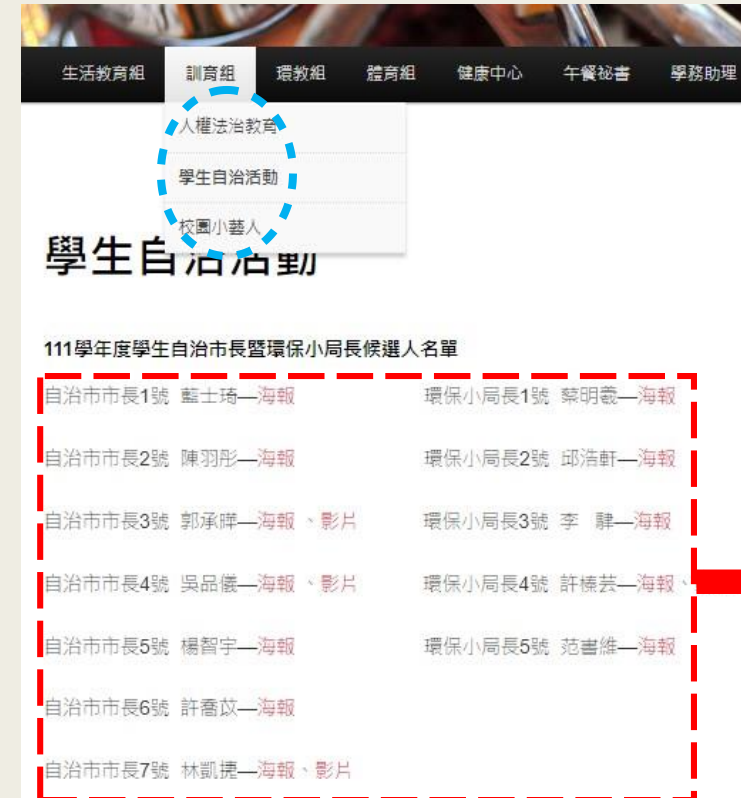 生活教育組 訓育組 環教組 體育組 健康中心 午餐祕書 學務助理
人權法治教育
學生自治活動
校園小藝人
學生自治活動
111學年度學生自治市長暨環保小局長候選人名單
自治市市長1號 藍士琦—海報 環保小局長1號 蔡明羲—海報
自治市市長2號 陳羽彤—海報 環保小局長2號 邱浩軒—海報
自治市市長3號 郭承曄—海報、影片 環保小局長3號 李 肂—海報
自治市市長4號 吳品儀—海報、影片 環保小局長4號 許榛芸—海報、
自治市市長5號 楊智宇—海報 環保小局長5號 范書維—海報
自治市市長6號 許喬苡—海報
自治市市長7號 林凱捷—海報、影片